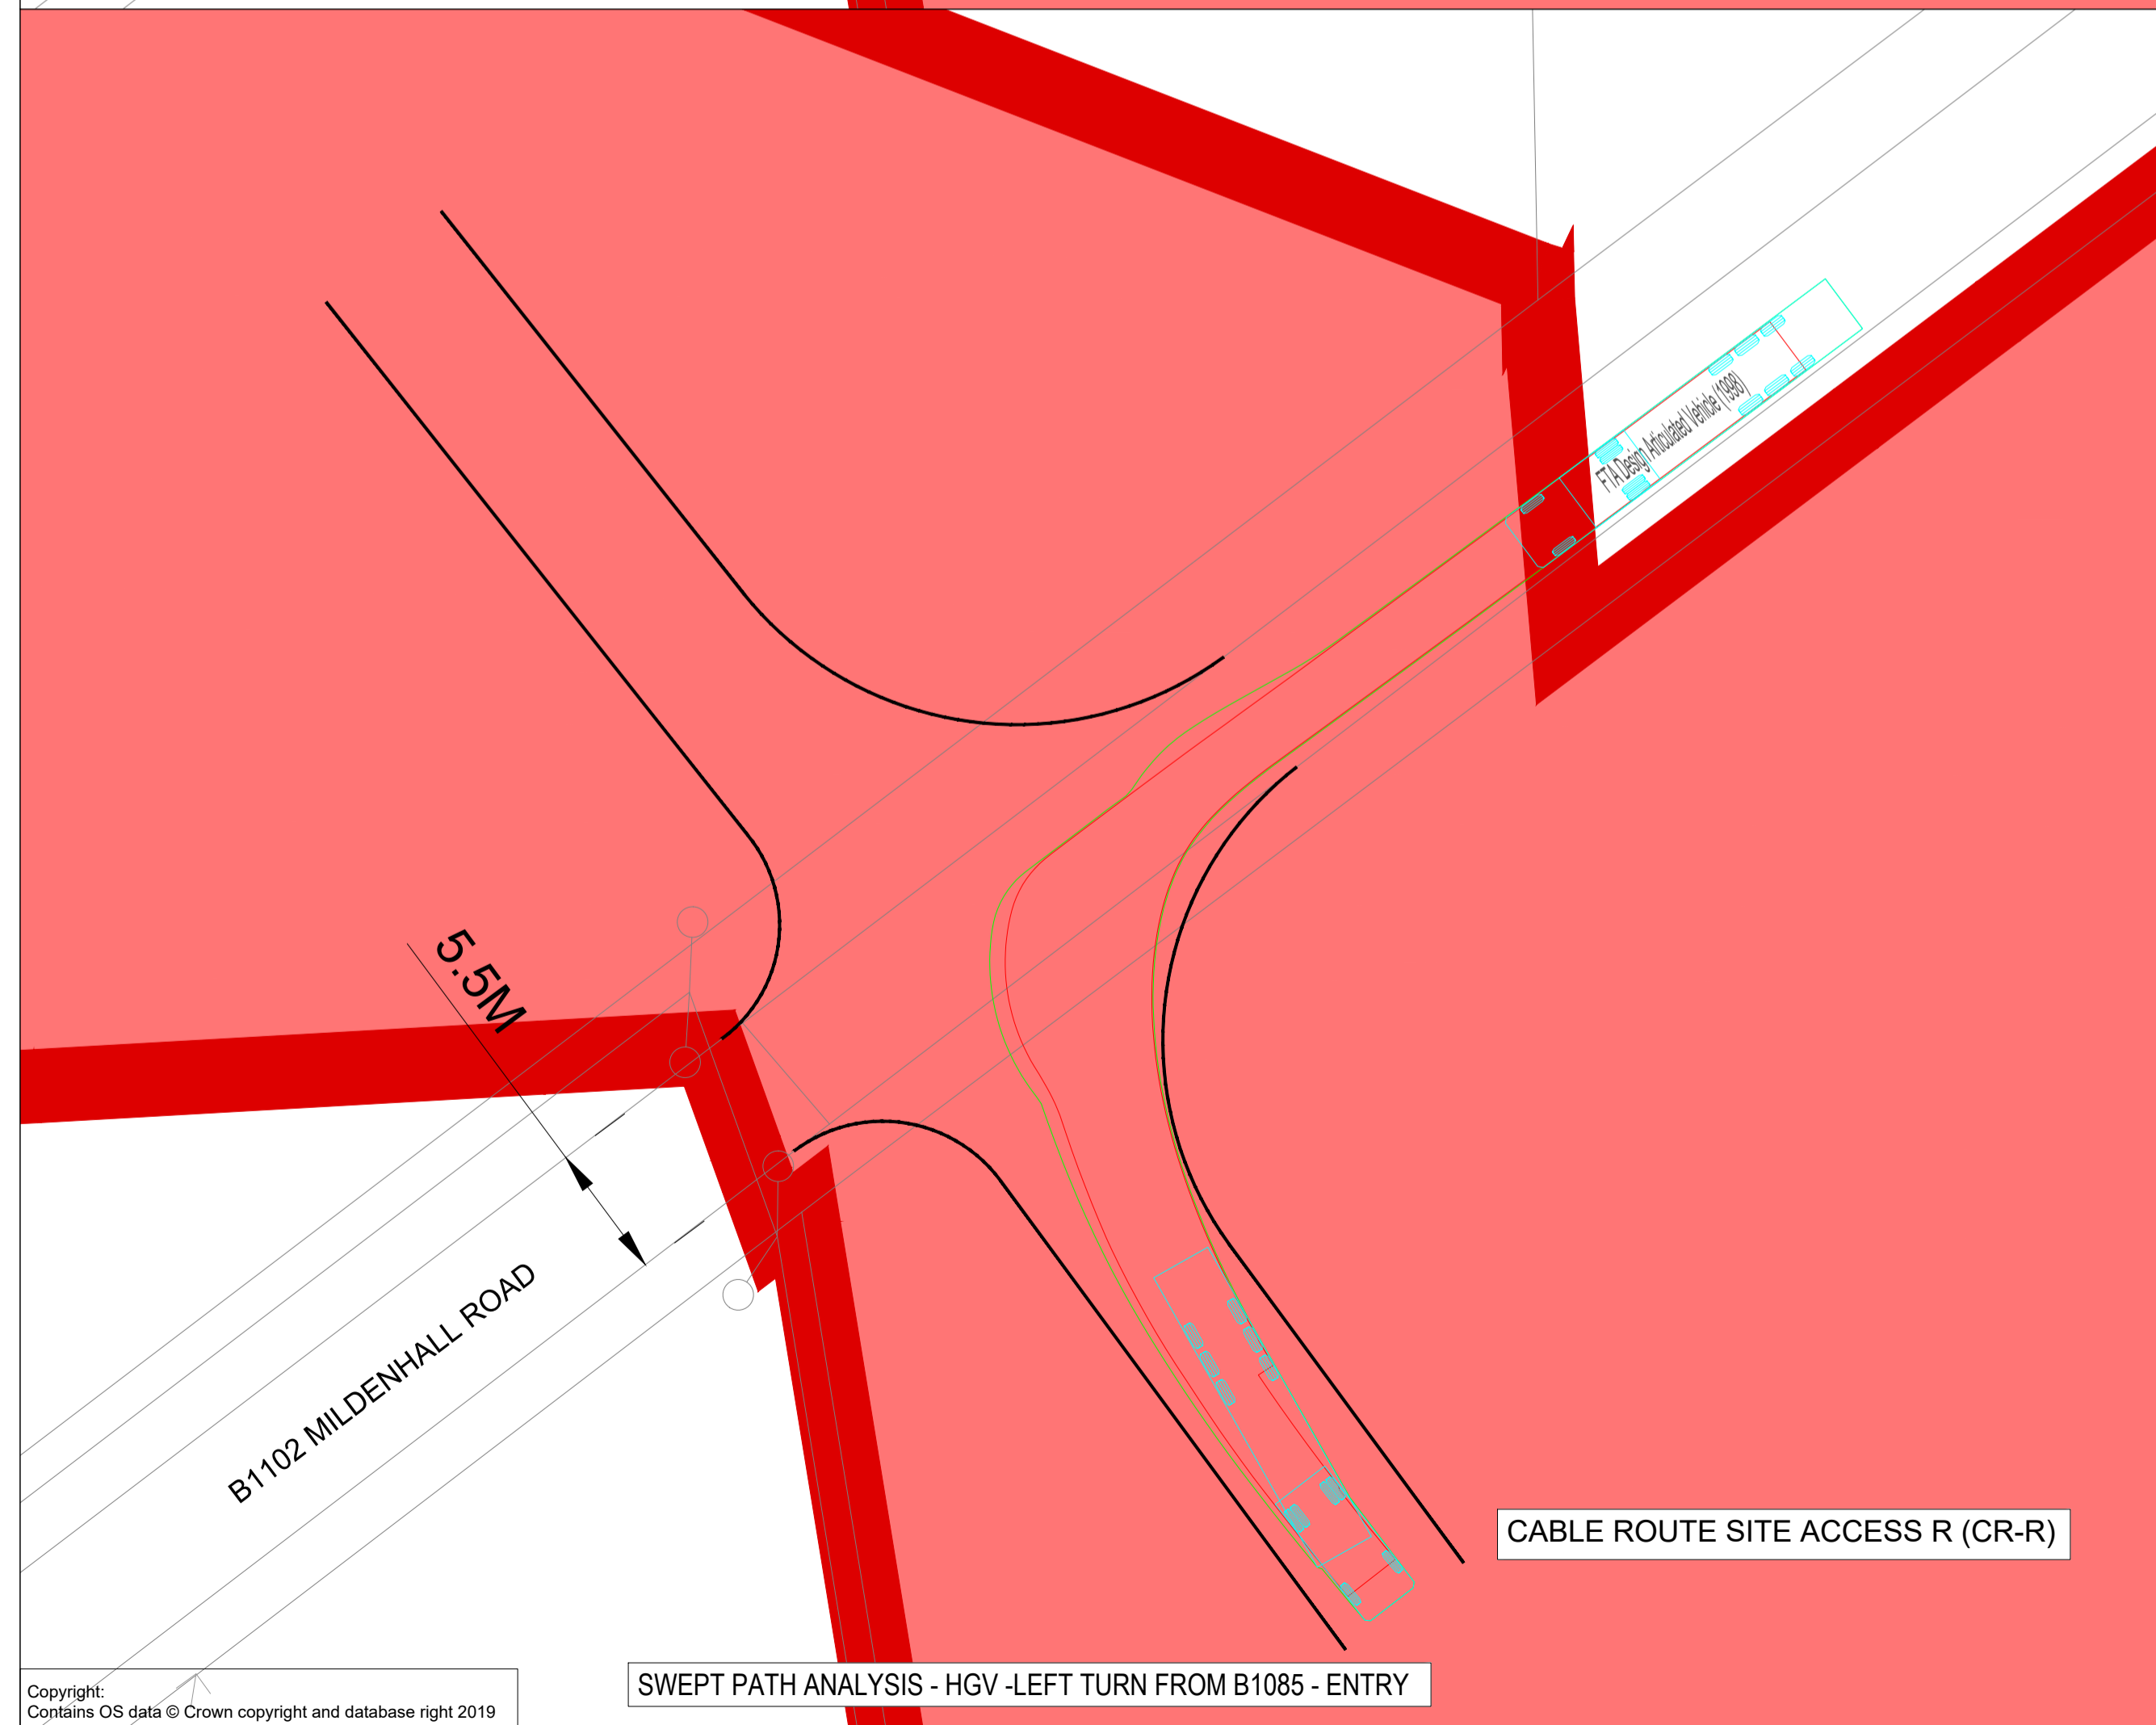 FTA Design Articulated Vehicle (1998)
5.5M
B1102 MILDENHALL ROAD
CABLE ROUTE SITE ACCESS R (CR-R)
SWEPT PATH ANALYSIS - HGV -LEFT TURN FROM B1085 - ENTRY
Copyright:
Contains OS data © Crown copyright and database right 2019